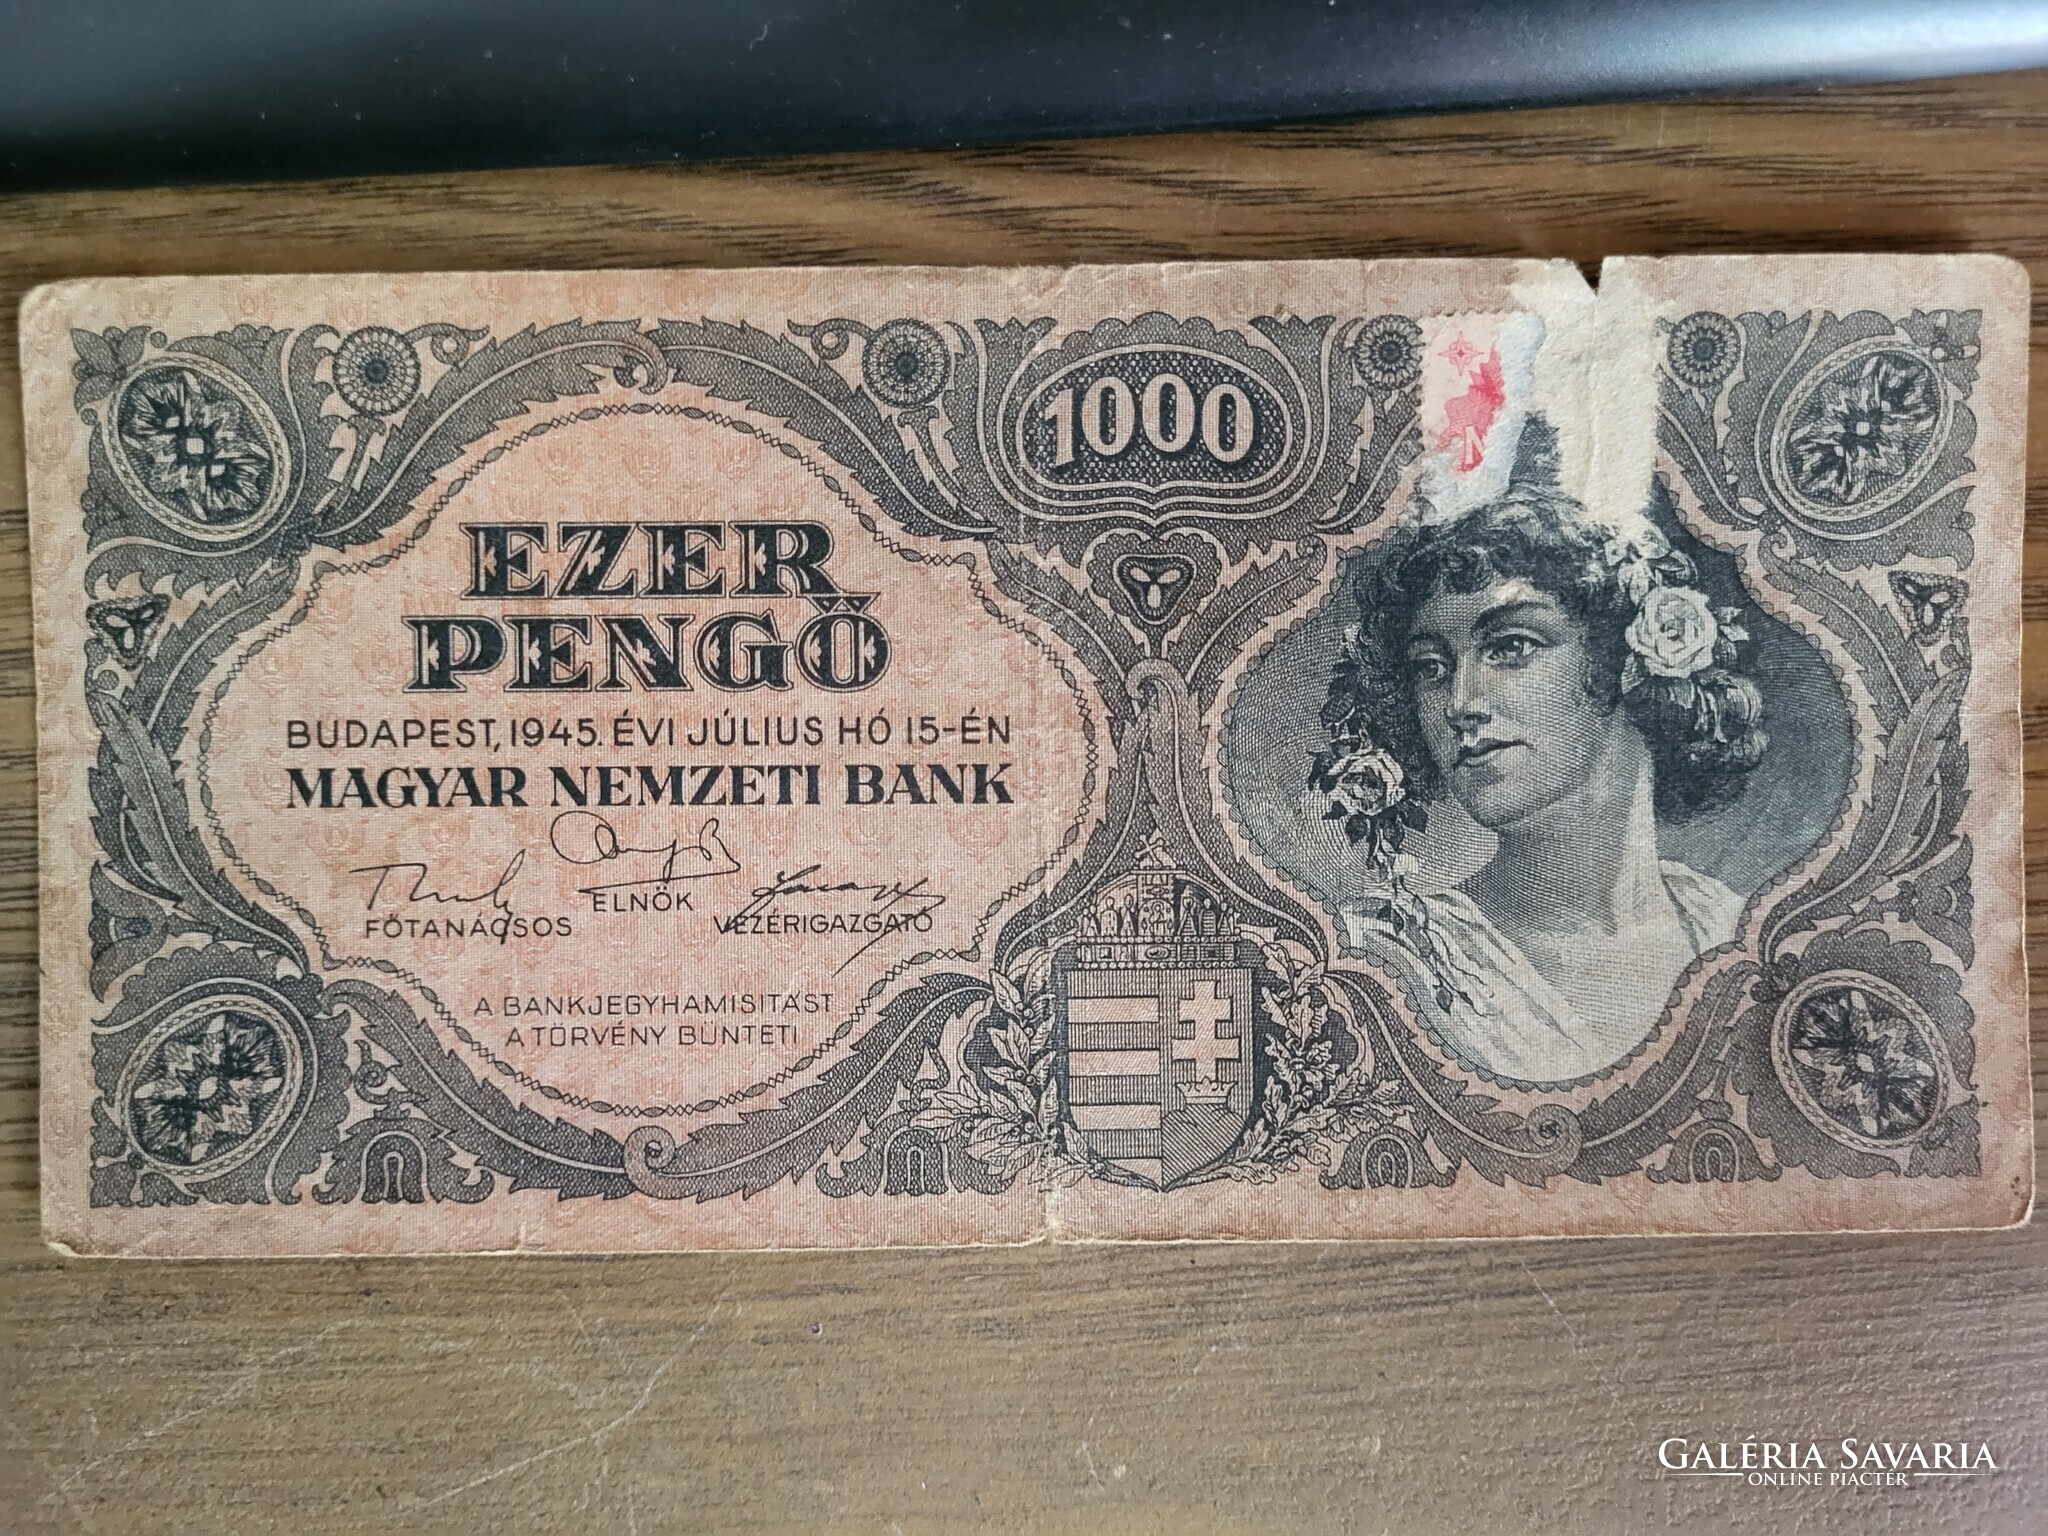 1000
EZER
PENGŐ
BUDAPEST, 1945. ÉVI JÚLIUS HÓ 15-ÉN
MAGYAR NEMZETI BANK
ELNÖK
FŐTANÁCSOS
VEZÉRIGAZGATÓ
A BANKJEGYHAMISITÁST
A TÖRVÉNY BÜNTETI
N
GALÉRIA SAVARIA
ONLINE PIACTÉR